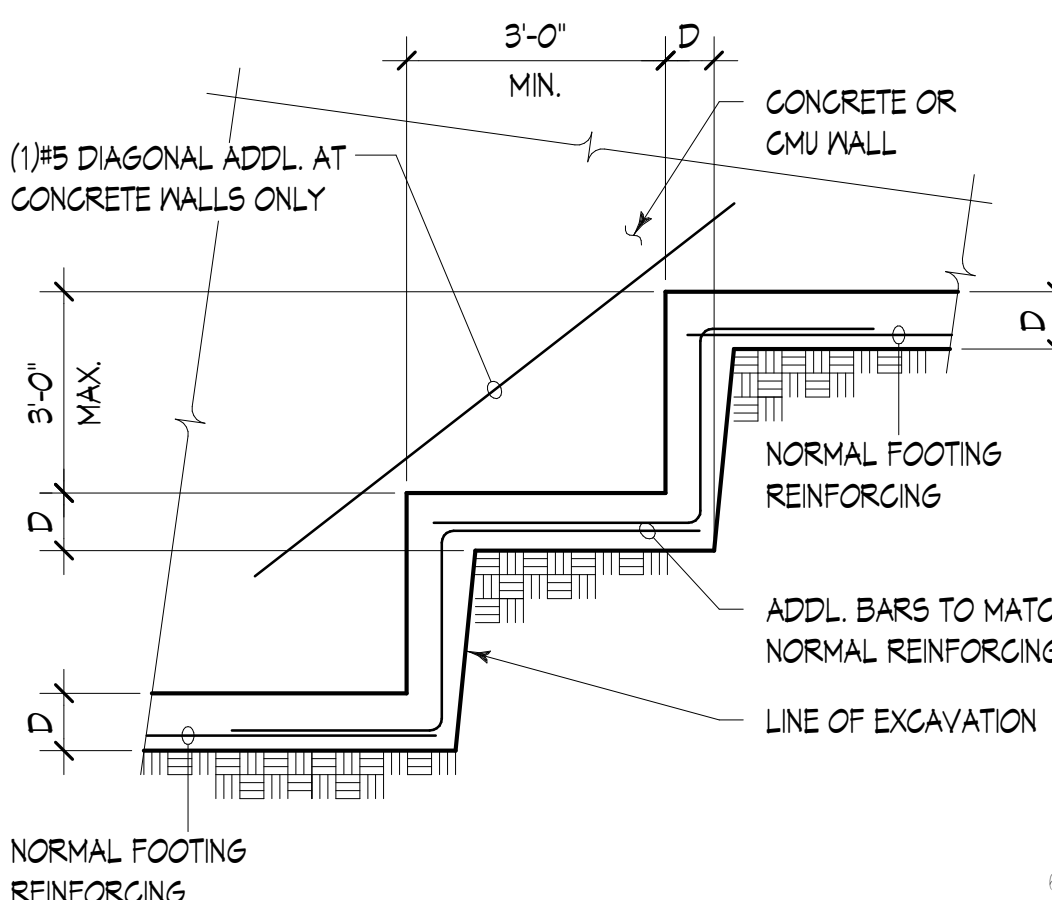 3'-0"
D
MIN.
CONCRETE OR
CMU WALL
(1)#5 DIAGONAL ADDL. AT
CONCRETE WALLS ONLY
D
3'-0"
MAX.
NORMAL FOOTING
REINFORCING
D
ADDL. BARS TO MATC
NORMAL REINFORCING
D
LINE OF EXCAVATION
NORMAL FOOTING
REINFORCING